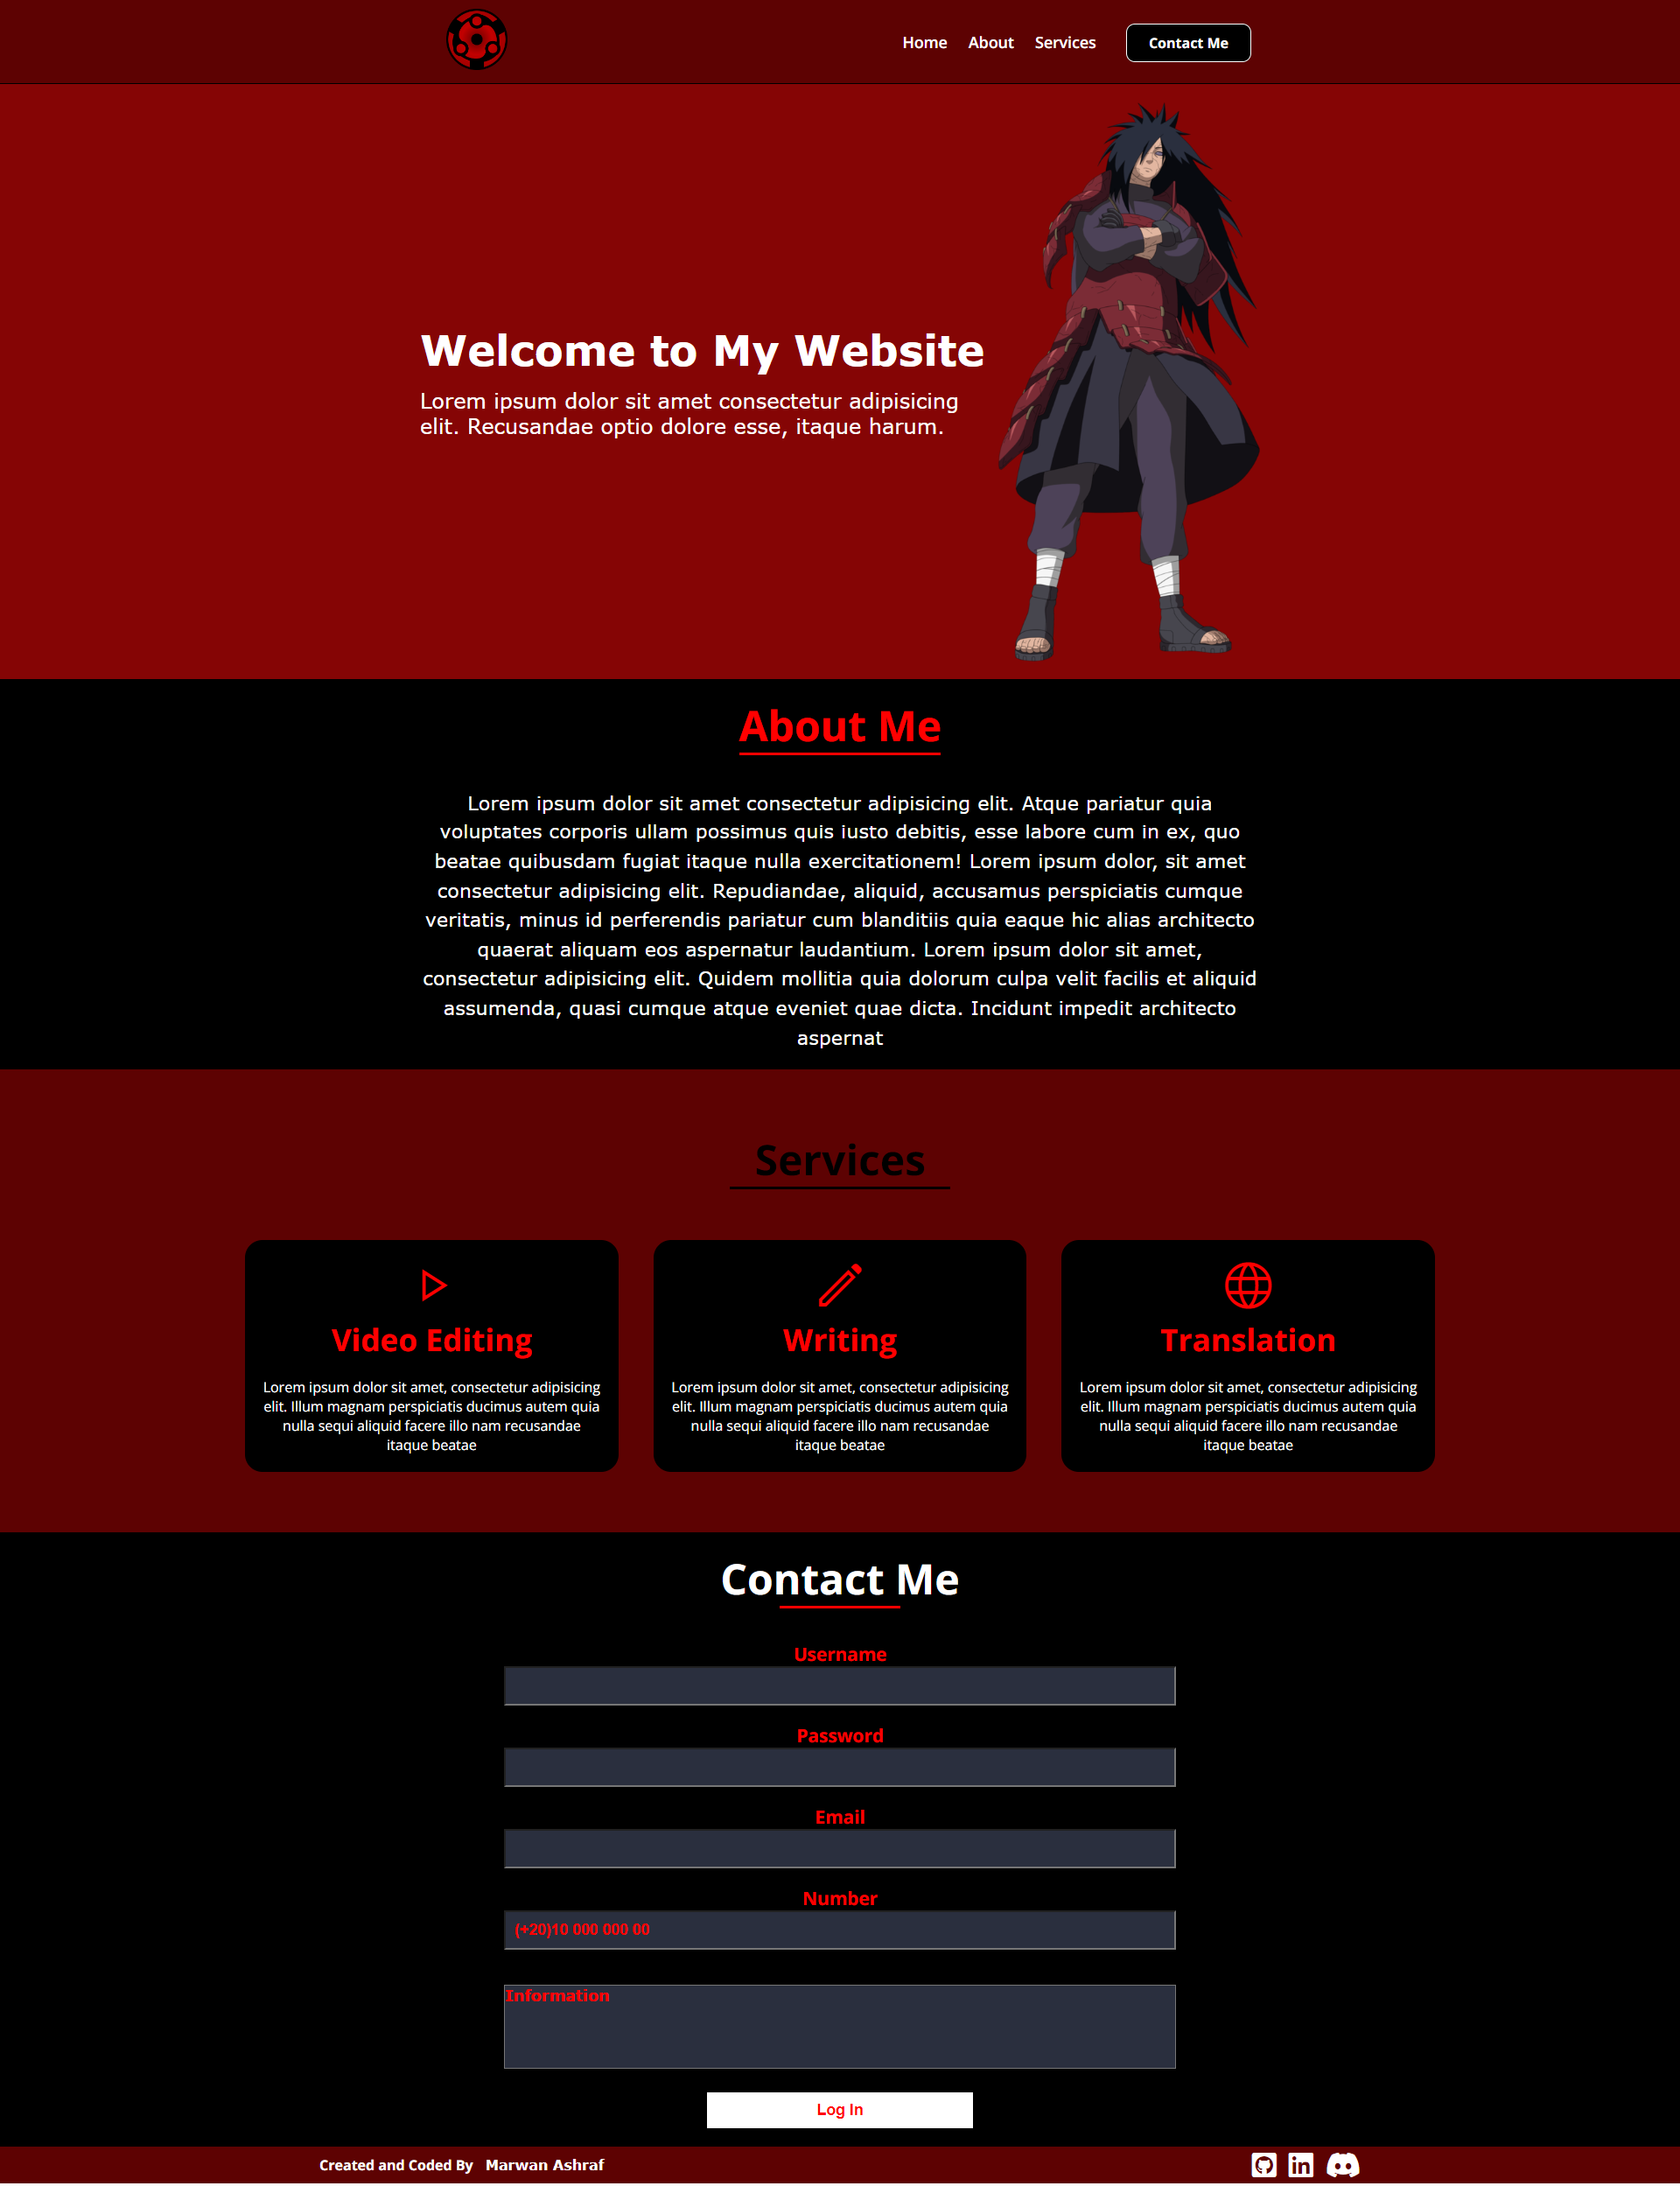 Home About Services Contact Me
Welcome to My Website
Lorem ipsum dolor sit amet consectetur adipisicing
elit. Recusandae optio dolore esse, itaque harum.
About Me
Lorem ipsum dolor sit amet consectetur adipisicing elit. Atque pariatur quia
voluptates corporis ullam possimus quis iusto debitis, esse labore cum in ex, quo
beatae quibusdam fugiat itaque nulla exercitationem! Lorem ipsum dolor, sit amet
consectetur adipisicing elit. Repudiandae, aliquid, accusamus perspiciatis cumque
veritatis, minus id perferendis pariatur cum blanditiis quia eaque hic alias architecto
quaerat aliquam eos aspernatur laudantium. Lorem ipsum dolor sit amet,
consectetur adipisicing elit. Quidem mollitia quia dolorum culpa velit facilis et aliquid
assumenda, quasi cumque atque eveniet quae dicta. Incidunt impedit architecto
aspernat
Services
Video Editing
Lorem ipsum dolor sit amet, consectetur adipisicing
elit. Illum magnam perspiciatis ducimus autem quia
nulla sequi aliquid facere illo nam recusandae
itaque beatae
Writing
Lorem ipsum dolor sit amet, consectetur adipisicing
elit. Illum magnam perspiciatis ducimus autem quia
nulla sequi aliquid facere illo nam recusandae
itaque beatae
Translation
Lorem ipsum dolor sit amet, consectetur adipisicing
elit. Illum magnam perspiciatis ducimus autem quia
nulla sequi aliquid facere illo nam recusandae
itaque beatae
Contact Me
Username
Password
Email
Number
(+20)10 000 000 00
Information
Log In
Created and Coded By Marwan Ashraf
in